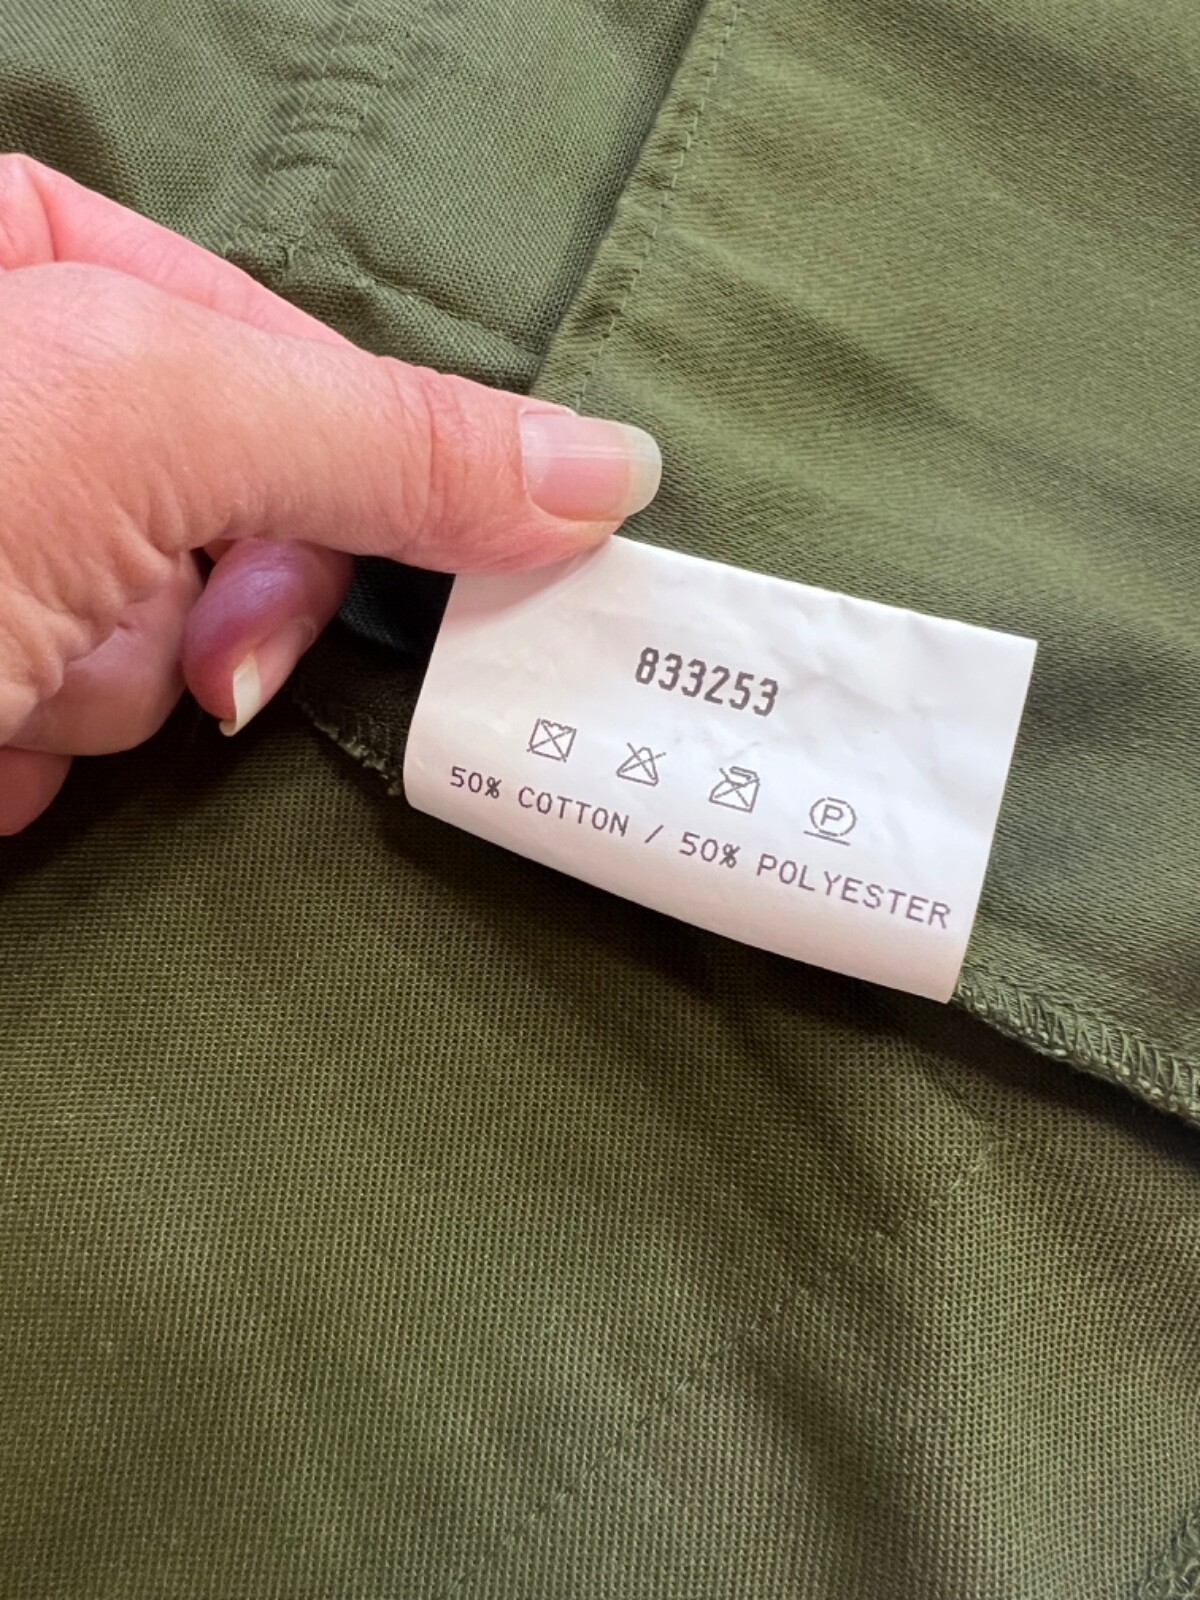 833253
P
50% COTTON / 50% POLYESTER